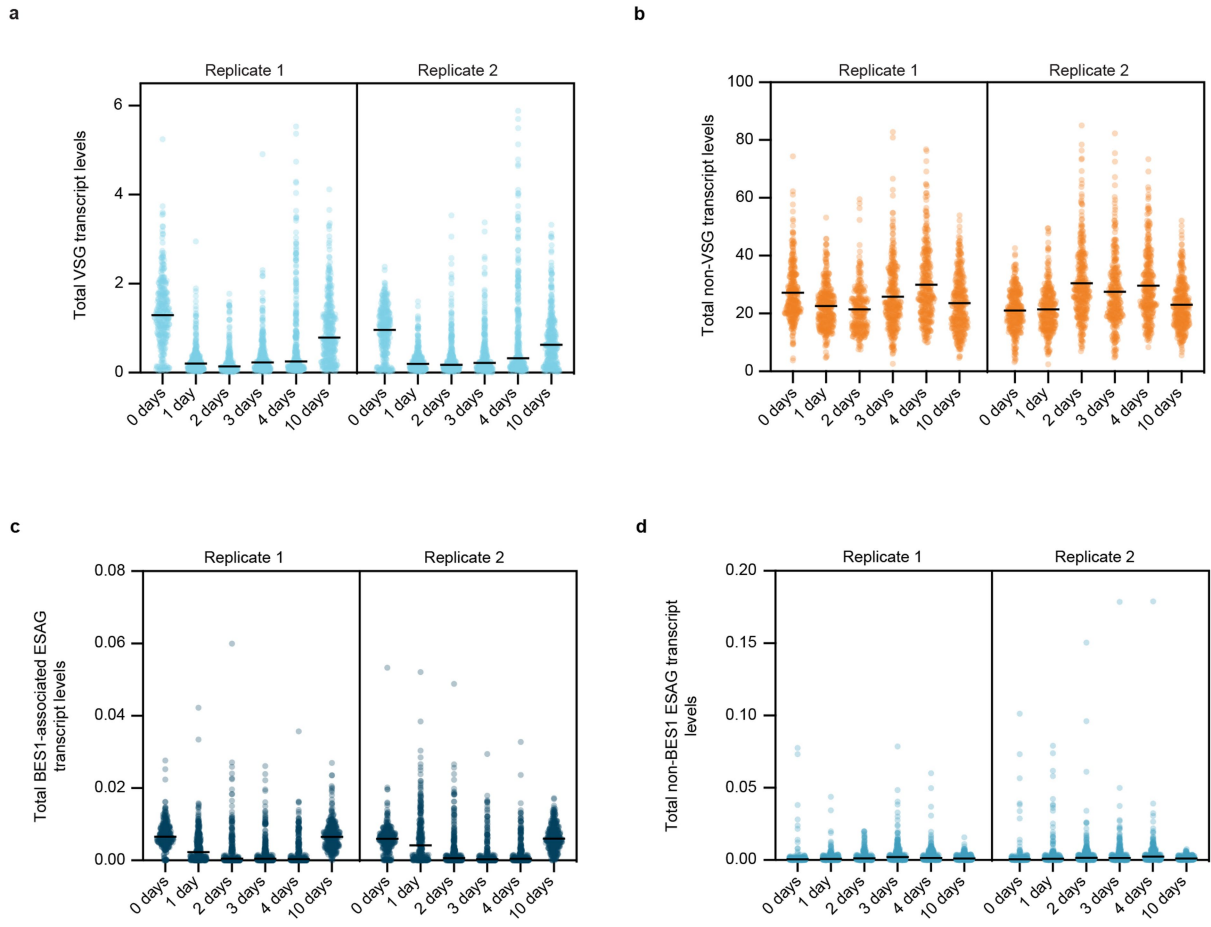 a
Replicate 1 Replicate 2
Total VSG transcript levels
6
4
2
0
0 days 1 day 2 days 3 days 4 days 10 days 0 days 1 day 2 days 3 days 4 days 10 days
b
Replicate 1 Replicate 2
Total non-VSG transcript levels
100
80
60
40
20
0
0 days 1 day 2 days 3 days 4 days 10 days 0 days 1 day 2 days 3 days 4 days 10 days
c
Replicate 1 Replicate 2
Total BES1-associated ESAG
transcript levels
0.08
0.06
0.04
0.02
0.00
0 days 1 day 2 days 3 days 4 days 10 days 0 days 1 day 2 days 3 days 4 days 10 days
d
Replicate 1 Replicate 2
Total non-BES1 ESAG transcript
levels
0.20
0.15
0.10
0.05
0.00
0 days 1 day 2 days 3 days 4 days 10 days 0 days 1 day 2 days 3 days 4 days 10 days